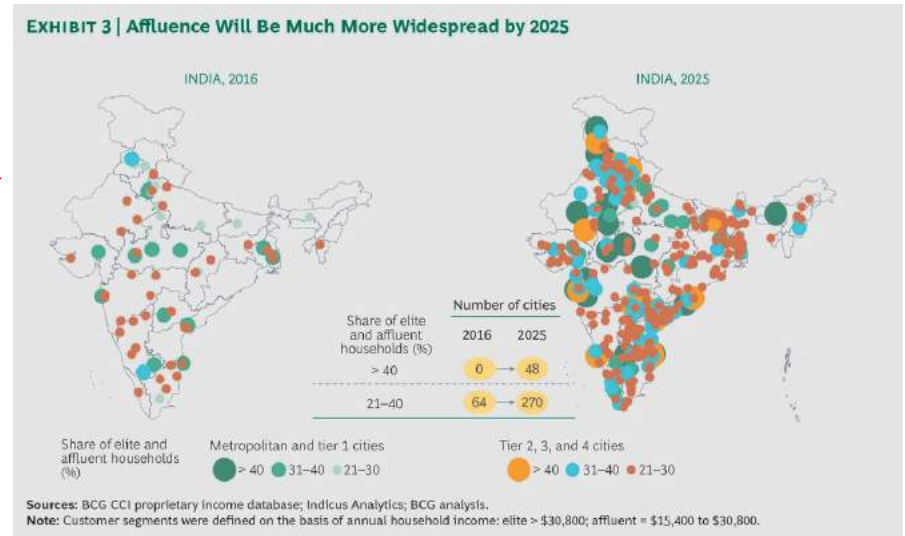 EXHIBIT 3 | Affluence Will Be Much More Widespread by 2025
INDIA, 2016
INDIA, 2025
Number of cities
Share of elite
and affluent
households (%)
2016
2025
> 40
0 → 48
21–40
64 → 270
Share of elite and
affluent households
(%)
Metropolitan and tier 1 cities
> 40 31–40 21–30
Tier 2, 3, and 4 cities
> 40 31–40 21–30
Sources: BCG CCI proprietary income database; Indicus Analytics; BCG analysis.
Note: Customer segments were defined on the basis of annual household income: elite > $30,800; affluent = $15,400 to $30,800.